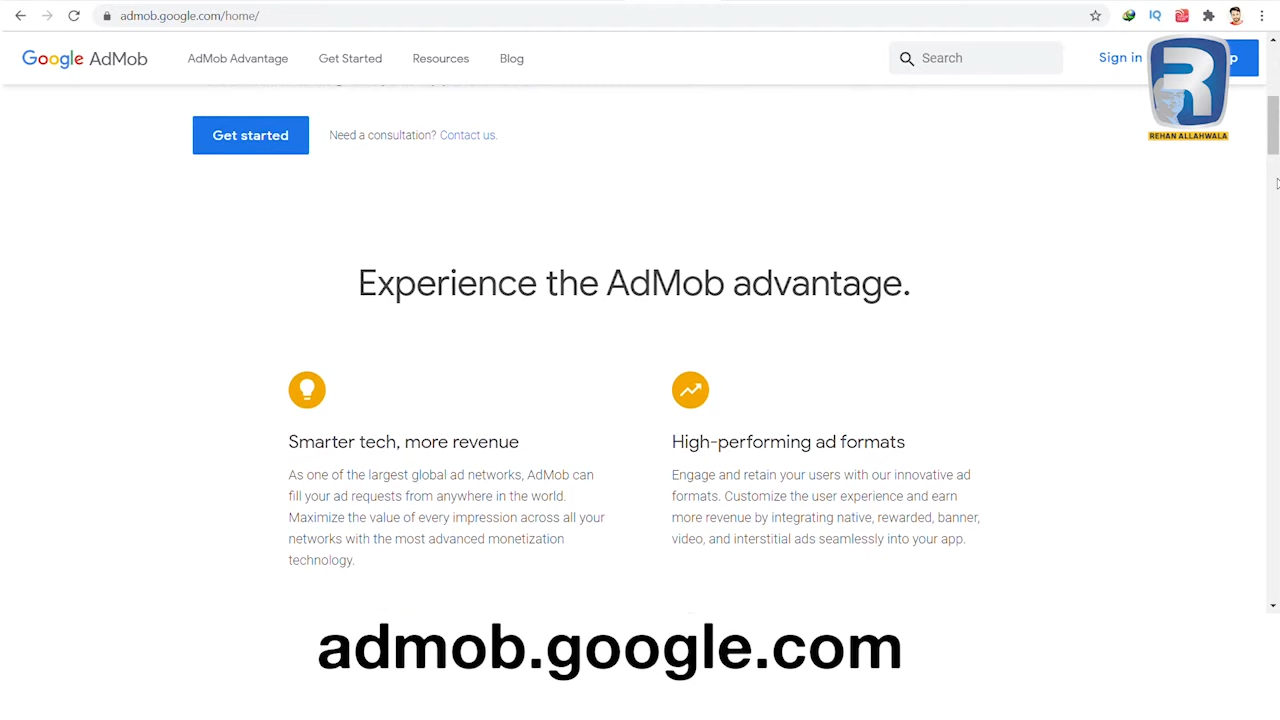 admob.google.com/home/
IQ
Google AdMob
AdMob Advantage
Get Started
Resources
Blog
Search
Sign in
R
REHAN ALLAHWALA
Get started
Need a consultation? Contact us.
Experience the AdMob advantage.
Smarter tech, more revenue
As one of the largest global ad networks, AdMob can
fill your ad requests from anywhere in the world.
Maximize the value of every impression across all your
networks with the most advanced monetization
technology.
High-performing ad formats
Engage and retain your users with our innovative ad
formats. Customize the user experience and earn
more revenue by integrating native, rewarded, banner,
video, and interstitial ads seamlessly into your app.
admob.google.com